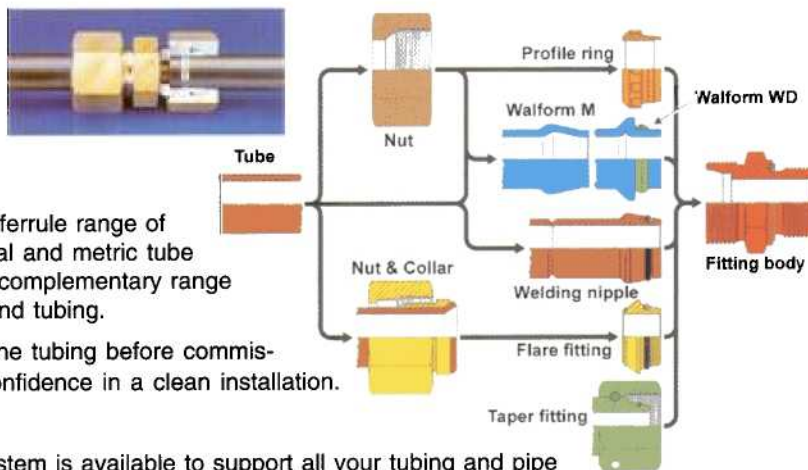 Profile ring
Walform M
Walform WD
Nut
Tube
Fitting body
Nut & Collar
Welding nipple
Flare fitting
Taper fitting
ferrule range of
al and metric tube
complementary range
nd tubing.
ne tubing before commis-
onfidence in a clean installation.
stem is available to support all your tubing and pipe